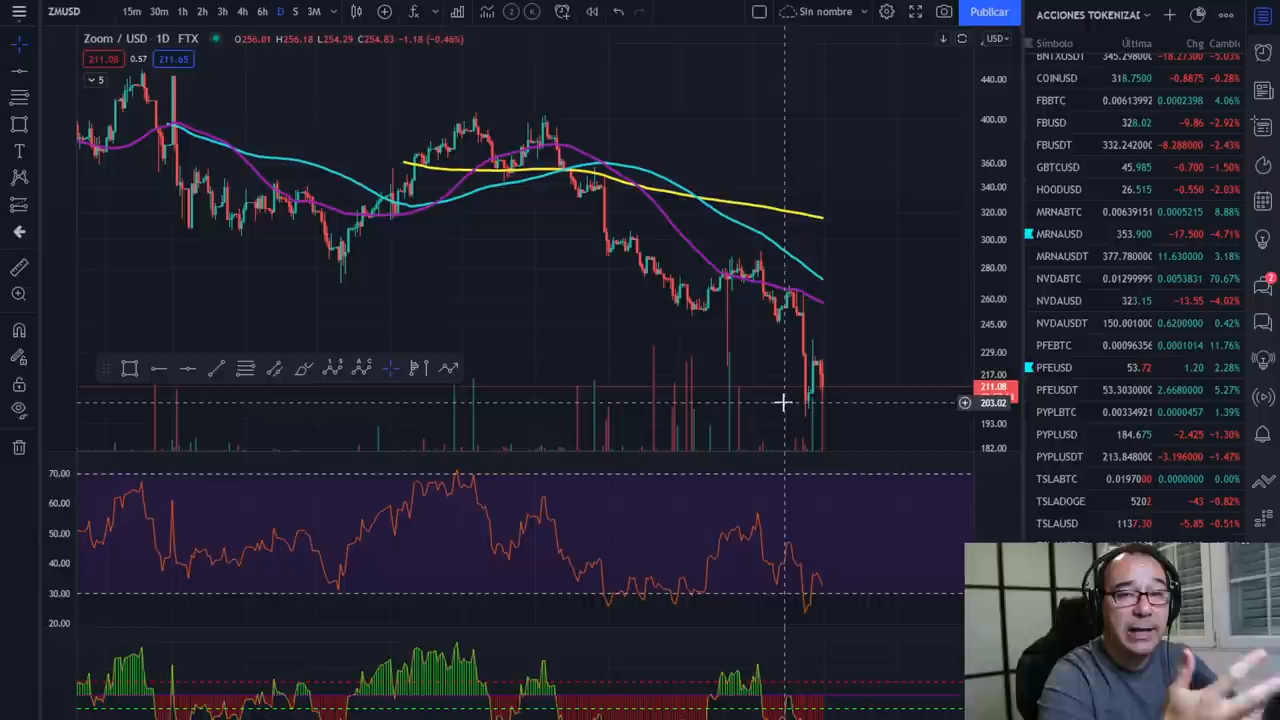 ZMUSD 15m 30m 1h 2h 3h 4h 6h D S 3M Sin nombre Publicar ACCIONES TOKENIZAD
Zoom / USD · 1D · FTX O256.01 H256.18 L254.29 C254.83 -1.18 (-0.46%) USD
211.08 0.57 211.65
5
440.00
400.00
360.00
340.00
320.00
300.00
280.00
260.00
245.00
229.00
217.00
211.08
203.02
193.00
182.00
70.00
60.00
50.00
40.00
30.00
20.00
Símbolo Última Chg Cambio
BNTXUSDT 345.29800 -18.27300 -5.03%
COINUSD 318.7500 -0.8875 -0.28%
FBBTC 0.00613992 0.0002398 4.06%
FBUSD 328.02 -9.86 -2.92%
FBUSDT 332.24200 -8.28800 -2.43%
GBTCUSD 45.985 -0.700 -1.50%
HOODUSD 26.515 -0.550 -2.03%
MRNABTC 0.00639151 0.0005215 8.88%
MRNAUSD 353.900 -17.500 -4.71%
MRNAUSDT 377.78000 11.63000 3.18%
NVDABTC 0.01299999 0.0053831 70.67%
NVDAUSD 323.15 -13.55 -4.02%
NVDAUSDT 150.00100 0.62000 0.42%
PFEBTC 0.00096356 0.0001014 11.76%
PFEUSD 53.72 1.20 2.28%
PFEUSDT 53.30300 2.66800 5.27%
PYPLBTC 0.00334921 0.0000457 1.39%
PYPLUSD 184.675 -2.425 -1.30%
PYPLUSDT 213.84800 -3.19600 -1.47%
TSLABTC 0.0197000 0.0000000 0.00%
TSLADOGE 5202 -43 -0.82%
TSLAUSD 1137.30 -5.85 -0.51%
2